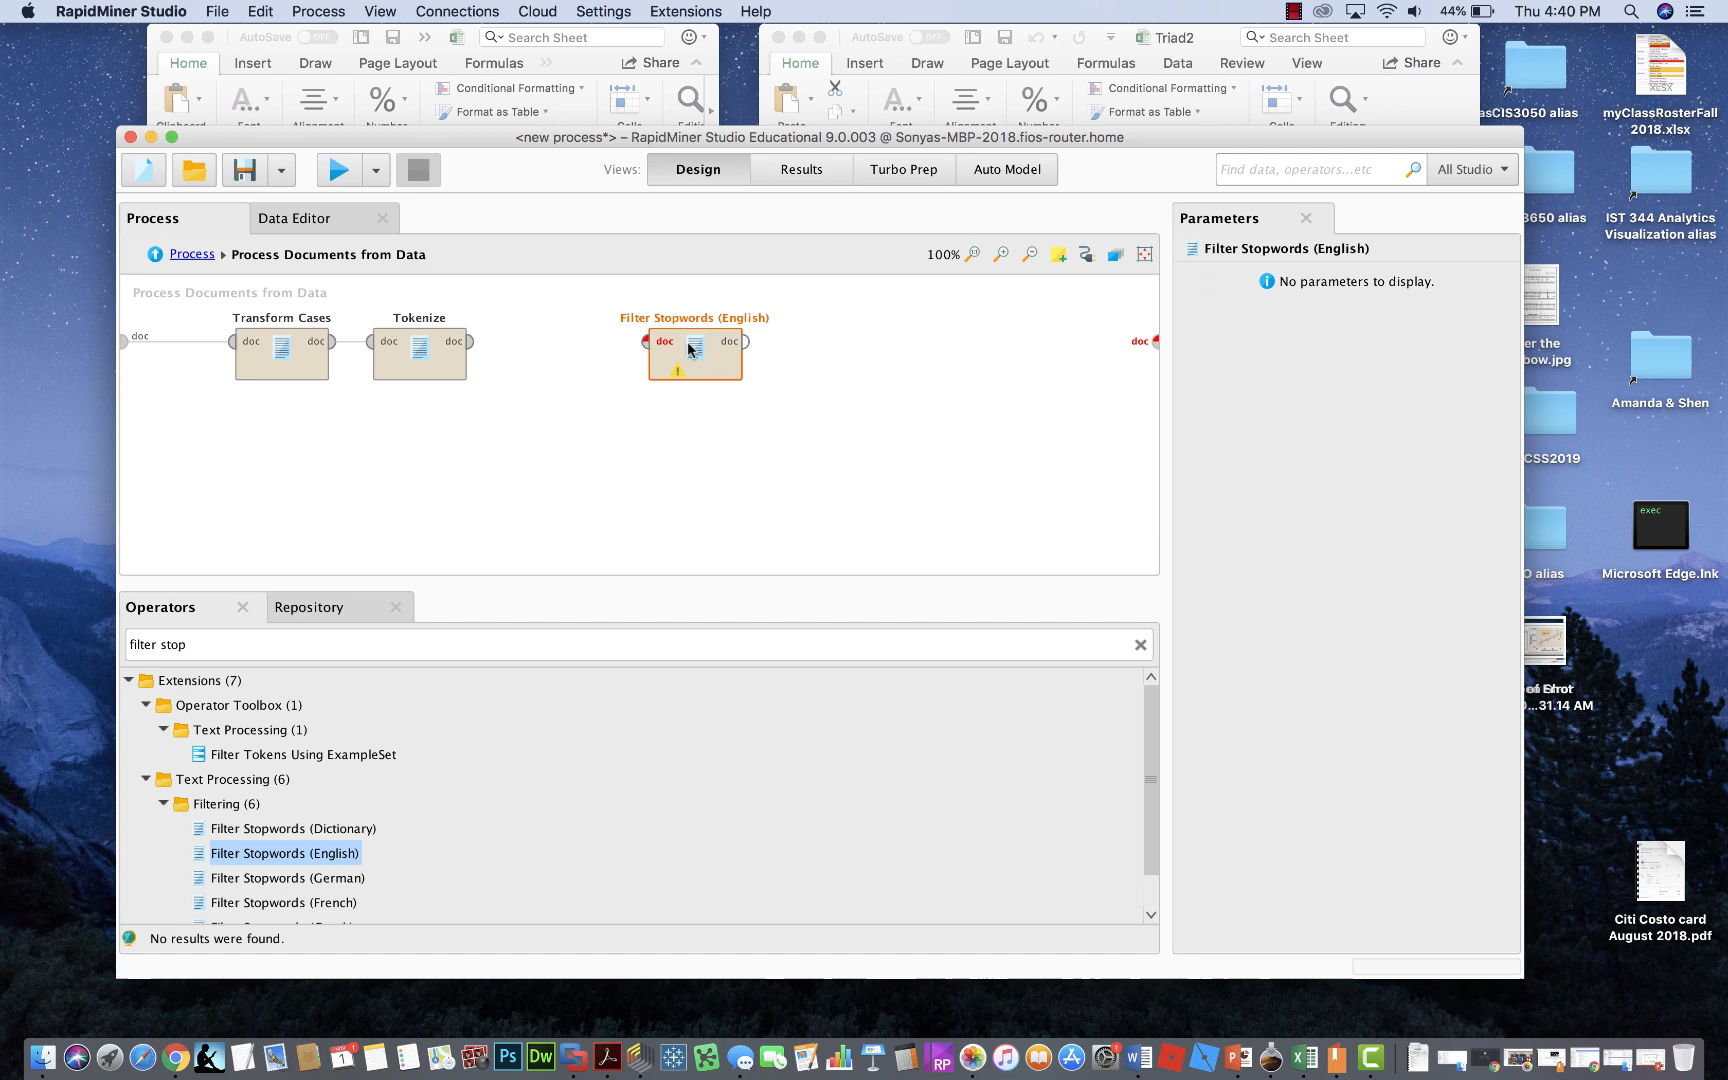 RapidMiner Studio File Edit Process View Connections Cloud Settings Extensions Help 44% Thu 4:40 PM
AutoSave OFF Search Sheet
AutoSave OFF Triad2 Search Sheet
Home Insert Draw Page Layout Formulas Share
Home Insert Draw Page Layout Formulas Data Review View Share
Conditional Formatting
Format as Table
Conditional Formatting
Format as Table
<new process*> – RapidMiner Studio Educational 9.0.003 @ Sonyas-MBP-2018.fios-router.home
Views: Design Results Turbo Prep Auto Model
Find data, operators...etc All Studio
Process Data Editor
Process Process Documents from Data
100%
Process Documents from Data
Transform Cases Tokenize Filter Stopwords (English)
doc
doc doc
doc doc
doc doc
doc
Parameters
Filter Stopwords (English)
No parameters to display.
Operators Repository
filter stop
Extensions (7)
Operator Toolbox (1)
Text Processing (1)
Filter Tokens Using ExampleSet
Text Processing (6)
Filtering (6)
Filter Stopwords (Dictionary)
Filter Stopwords (English)
Filter Stopwords (German)
Filter Stopwords (French)
No results were found.
asCIS3050 alias
myClassRosterFall
2018.xlsx
XLSX
3650 alias
IST 344 Analytics
Visualization alias
er the
bow.jpg
Amanda & Shen
CSS2019
exec
O alias
Microsoft Edge.lnk
...31.14 AM
Citi Costo card
August 2018.pdf
Ps Dw RP